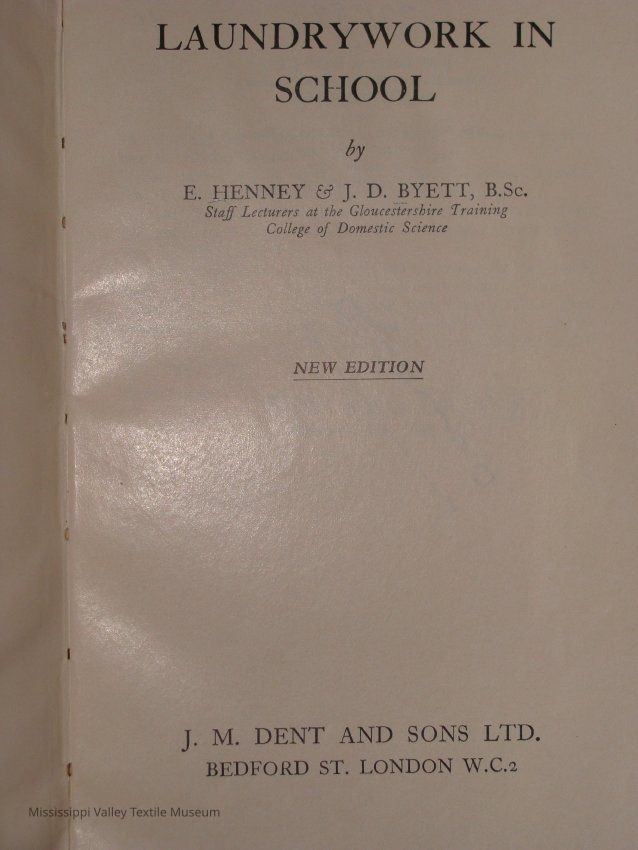 LAUNDRYWORK IN
SCHOOL
by
E. HENNEY & J. D. BYETT, B.Sc.
Staff Lecturers at the Gloucestershire Training
College of Domestic Science
NEW EDITION
J. M. DENT AND SONS LTD.
BEDFORD ST. LONDON W.C.2
Mississippi Valley Textile Museum